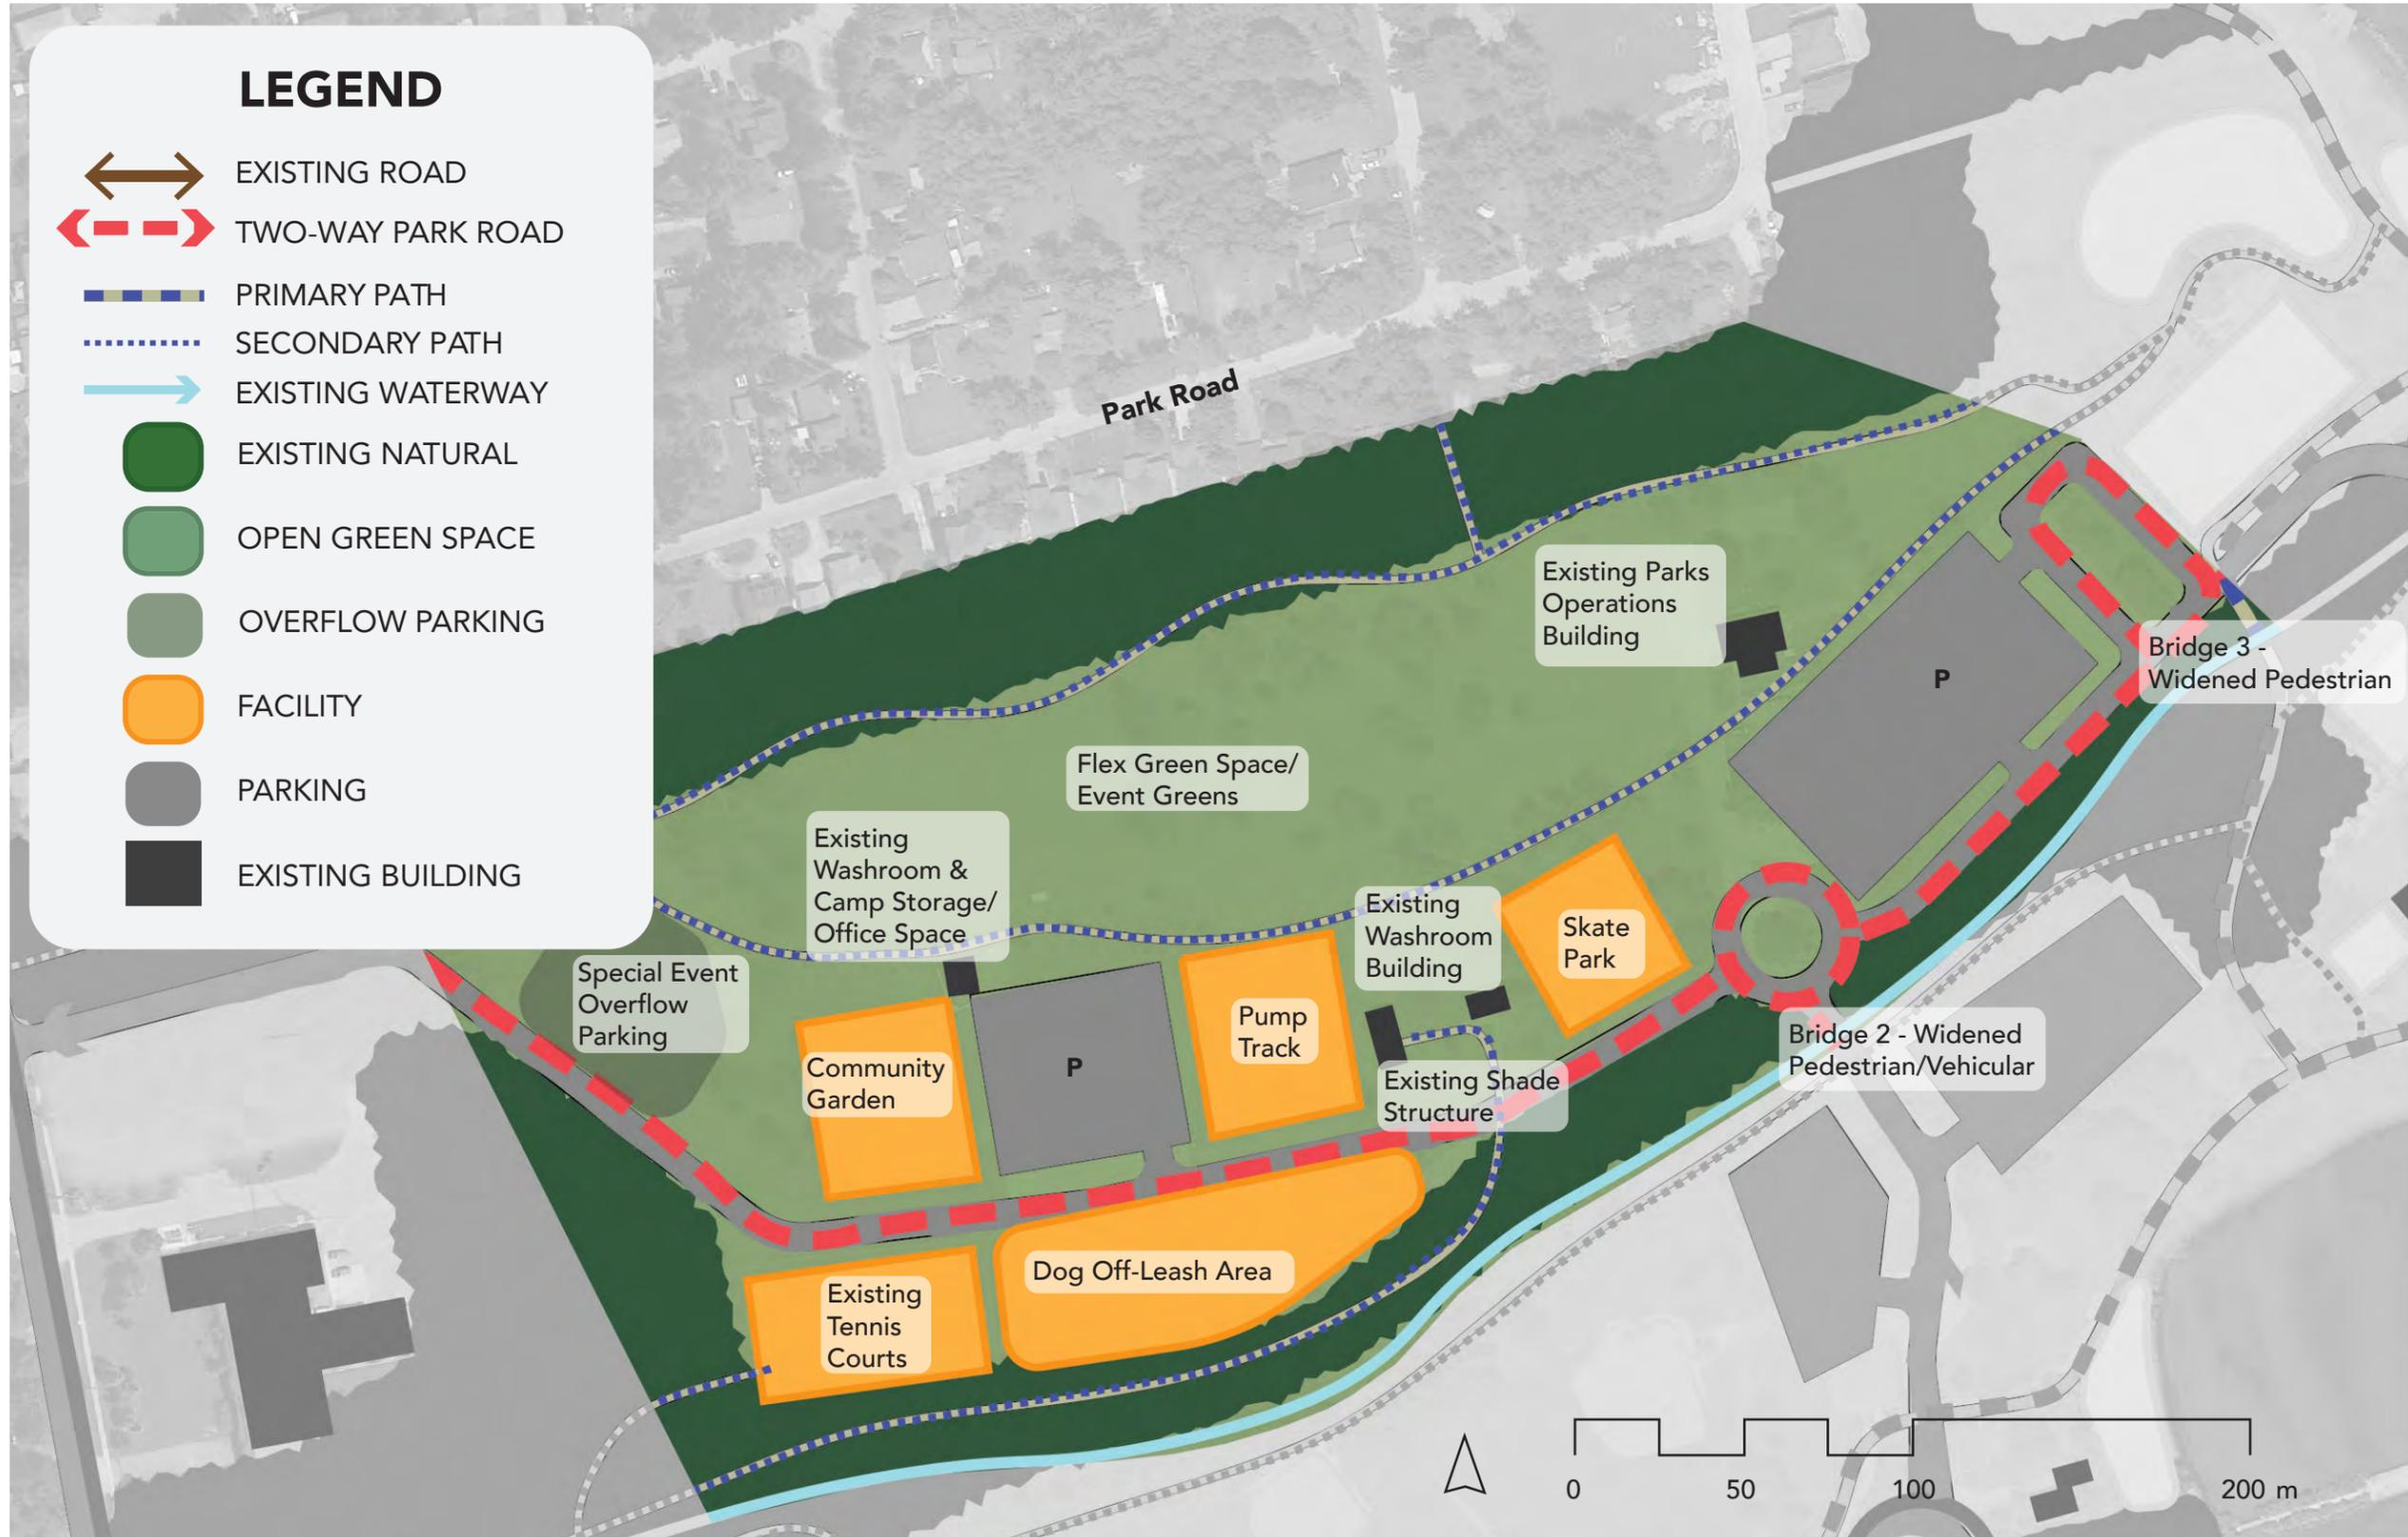 LEGEND
EXISTING ROAD
TWO-WAY PARK ROAD
PRIMARY PATH
SECONDARY PATH
EXISTING WATERWAY
EXISTING NATURAL
OPEN GREEN SPACE
OVERFLOW PARKING
FACILITY
PARKING
EXISTING BUILDING
Park Road
Existing Parks
Operations
Building
P
Bridge 3 -
Widened Pedestrian
Flex Green Space/
Event Greens
Existing
Washroom &
Camp Storage/
Office Space
Existing
Washroom
Building
Skate
Park
Special Event
Overflow
Parking
Community
Garden
P
Pump
Track
Existing Shade
Structure
Bridge 2 - Widened
Pedestrian/Vehicular
Dog Off-Leash Area
Existing
Tennis
Courts
0 50 100 200 m